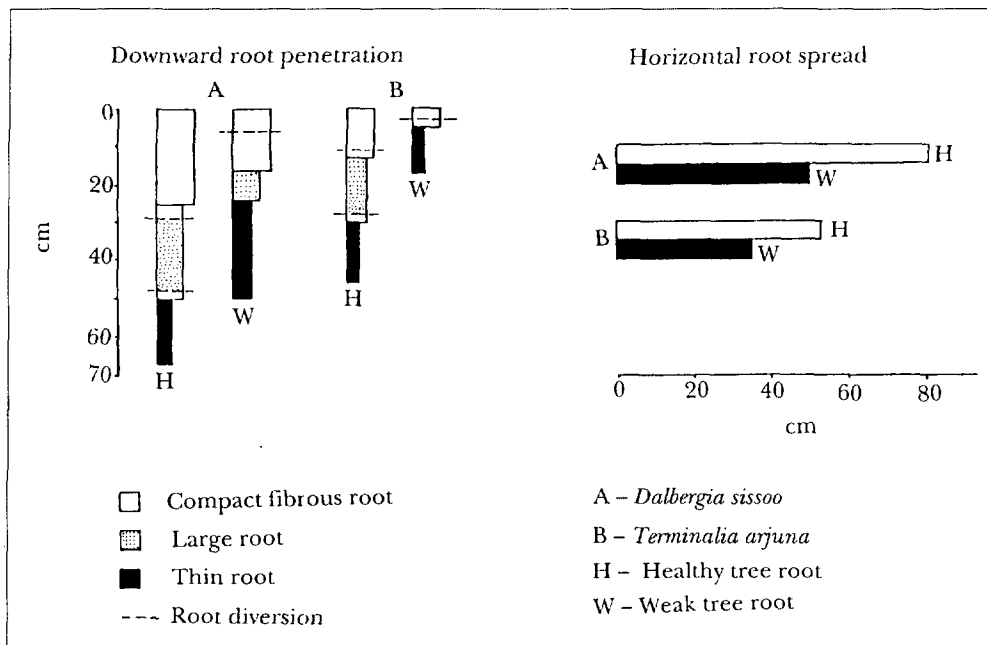 Downward root penetration
A
B
0
20
40
60
70
cm
H
W
H
W
Horizontal root spread
A
H
W
B
H
W
0 20 40 60 80
cm
Compact fibrous root
Large root
Thin root
Root diversion
A – Dalbergia sissoo
B – Terminalia arjuna
H – Healthy tree root
W – Weak tree root